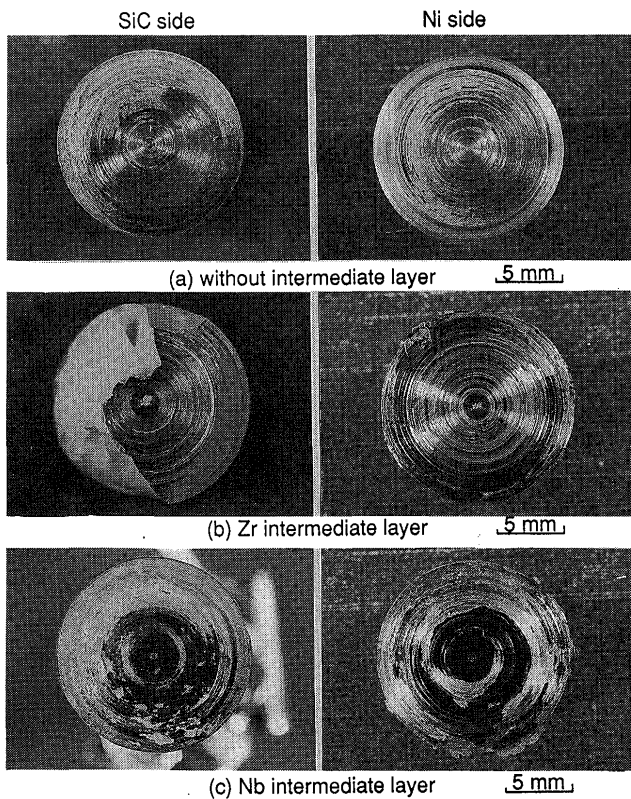 SiC side
Ni side
(a) without intermediate layer
5 mm
(b) Zr intermediate layer
5 mm
(c) Nb intermediate layer
5 mm